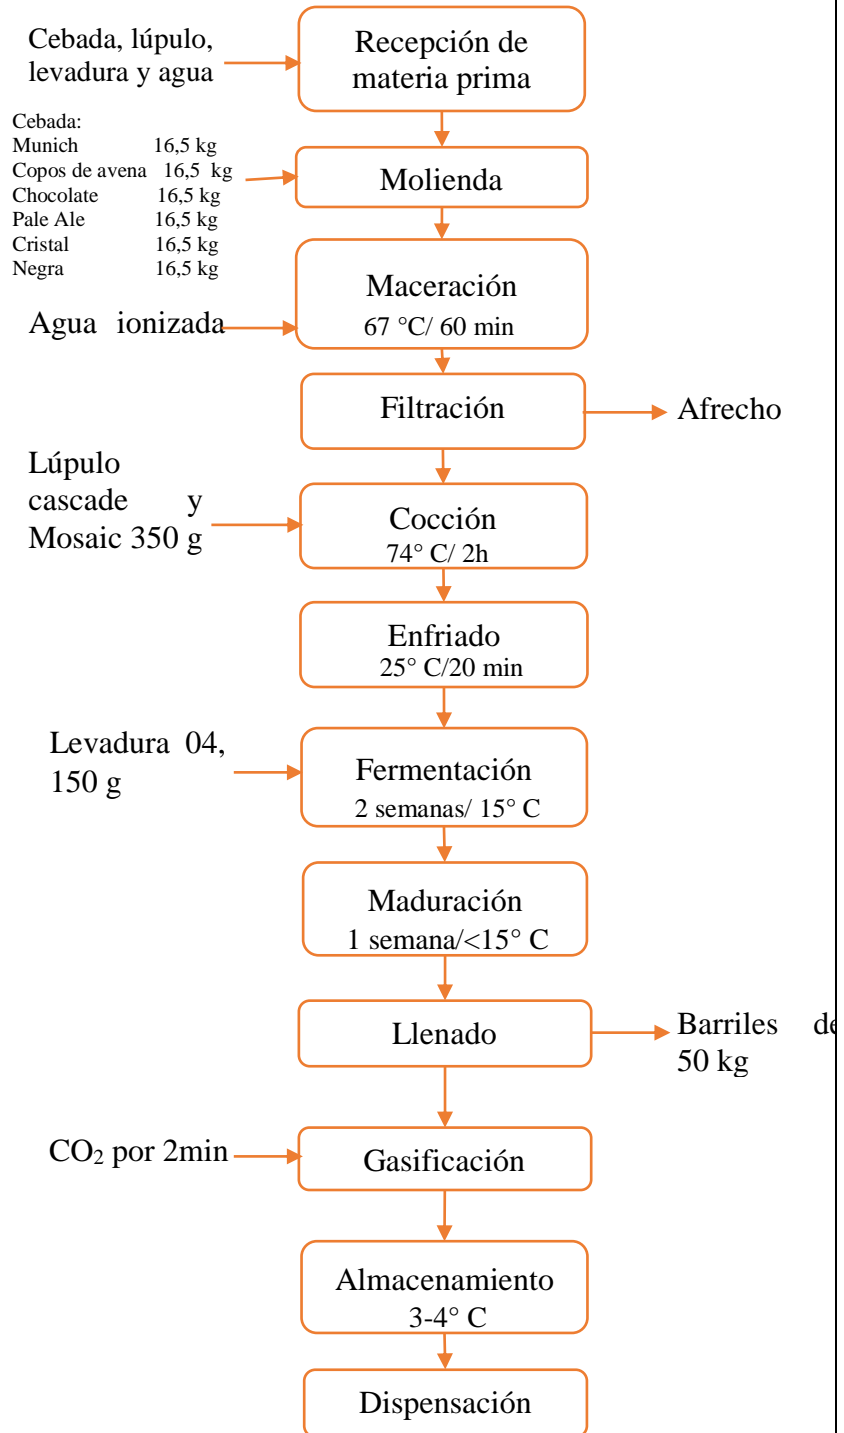 Cebada, lúpulo,
levadura y agua
Recepción de
materia prima
Cebada:
Munich 16,5 kg
Copos de avena 16,5 kg
Chocolate 16,5 kg
Pale Ale 16,5 kg
Cristal 16,5 kg
Negra 16,5 kg
Molienda
Agua ionizada
Maceración
67 °C/ 60 min
Filtración
Afrecho
Lúpulo
cascade y
Mosaic 350 g
Cocción
74° C/ 2h
Enfriado
25° C/20 min
Levadura 04,
150 g
Fermentación
2 semanas/ 15° C
Maduración
1 semana/<15° C
Llenado
Barriles de
50 kg
CO₂ por 2min
Gasificación
Almacenamiento
3-4° C
Dispensación